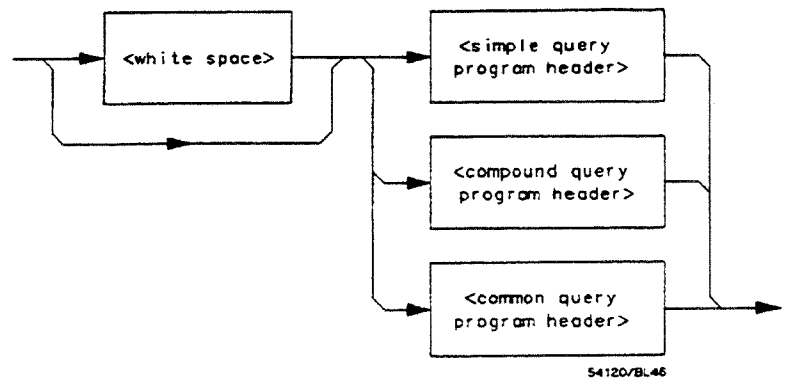 <white space>
<simple query
program header>
<compound query
program header>
<common query
program header>
54120/BL46